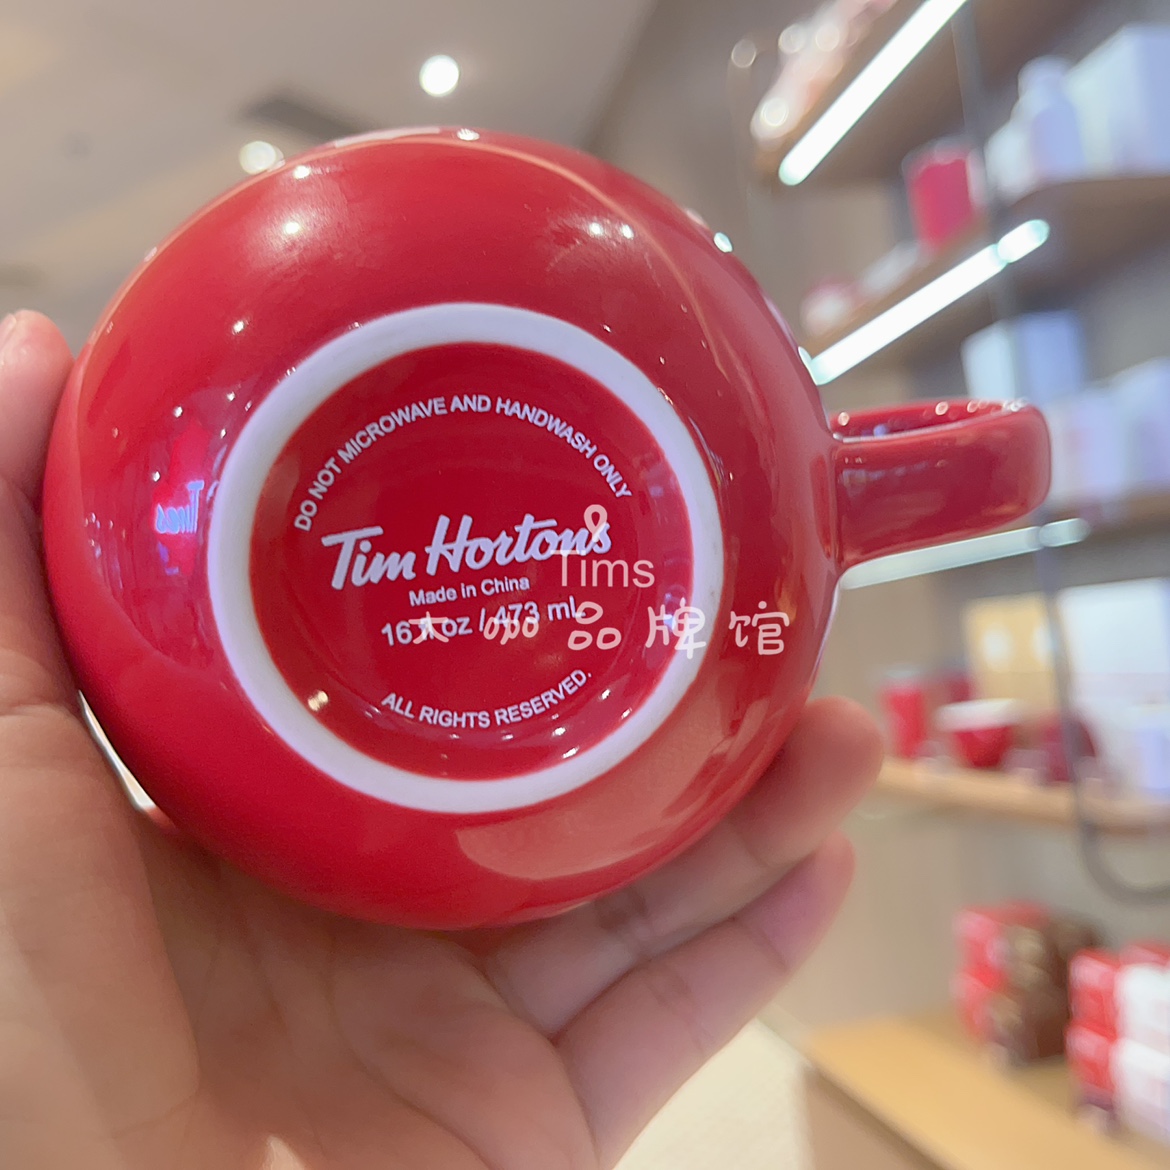 DO NOT MICROWAVE AND HANDWASH ONLY
Tim Hortons
Made in China
16 oz / 473 mL
ALL RIGHTS RESERVED.
&
Tims
大咖品牌馆
Tims